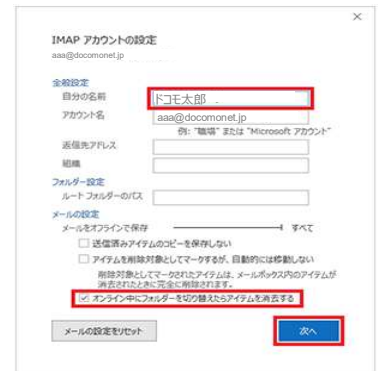 IMAP アカウントの設定
aaa@docomonet.jp
全般設定
自分の名前 ドコモ太郎
アカウント名 aaa@docomonet.jp
例: "職場" または "Microsoft アカウント"
返信先アドレス
組織
フォルダー設定
ルート フォルダーのパス
メールの設定
メールをオフラインで保存 すべて
送信済みアイテムのコピーを保存しない
アイテムを削除対象としてマークするが、自動的には移動しない
削除対象としてマークされたアイテムは、メールボックス内のアイテムが
消去されたときに完全に削除されます。
オンライン中にフォルダーを切り替えたらアイテムを消去する
メールの設定をリセット 次へ